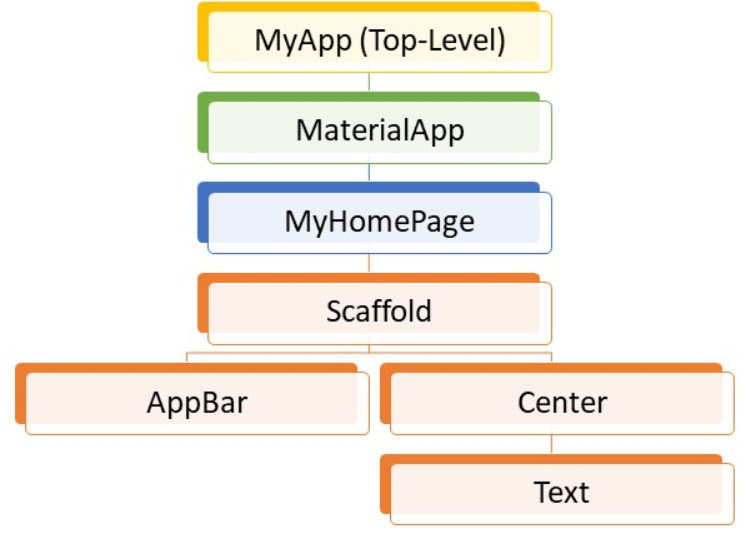 MyApp (Top-Level)
MaterialApp
MyHomePage
Scaffold
AppBar
Center
Text